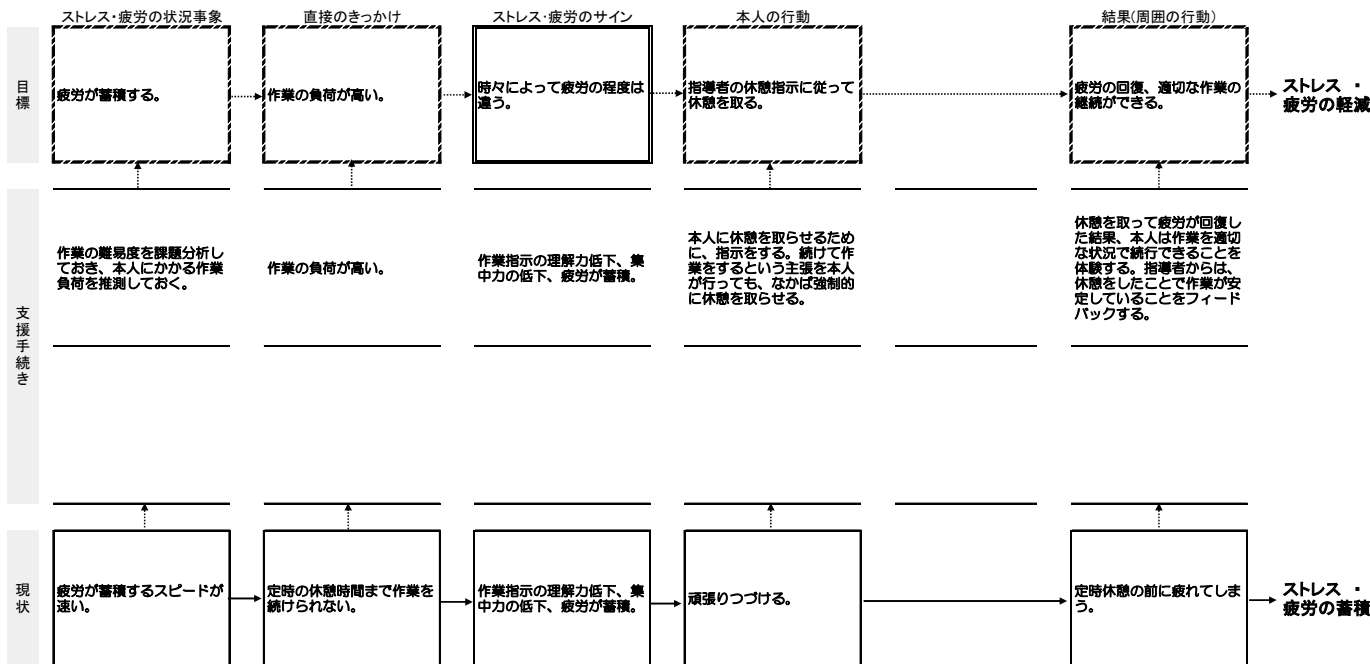 ストレス・疲労の状況事象
直接のきっかけ
ストレス・疲労のサイン
本人の行動
結果(周囲の行動)
目標
疲労が蓄積する。
作業の負荷が高い。
時々によって疲労の程度は
違う。
指導者の休憩指示に従って
休憩を取る。
疲労の回復、適切な作業の
継続ができる。
ストレス・
疲労の軽減
支援手続き
作業の難易度を課題分析し
ておき、本人にかかる作業
負荷を推測しておく。
作業の負荷が高い。
作業指示の理解力低下、集
中力の低下、疲労が蓄積。
本人に休憩を取らせるため
に、指示をする。続けて作
業をするという主張を本人
が行っても、なかば強制的
に休憩を取らせる。
休憩を取って疲労が回復し
た結果、本人は作業を適切
な状況で続行できることを
体験する。指導者からは、
休憩をしたことで作業が安
定していることをフィード
バックする。
現状
疲労が蓄積するスピードが
速い。
定時の休憩時間まで作業を
続けられない。
作業指示の理解力低下、集
中力の低下、疲労が蓄積。
頑張りつづける。
定時休憩の前に疲れてしま
う。
ストレス・
疲労の蓄積